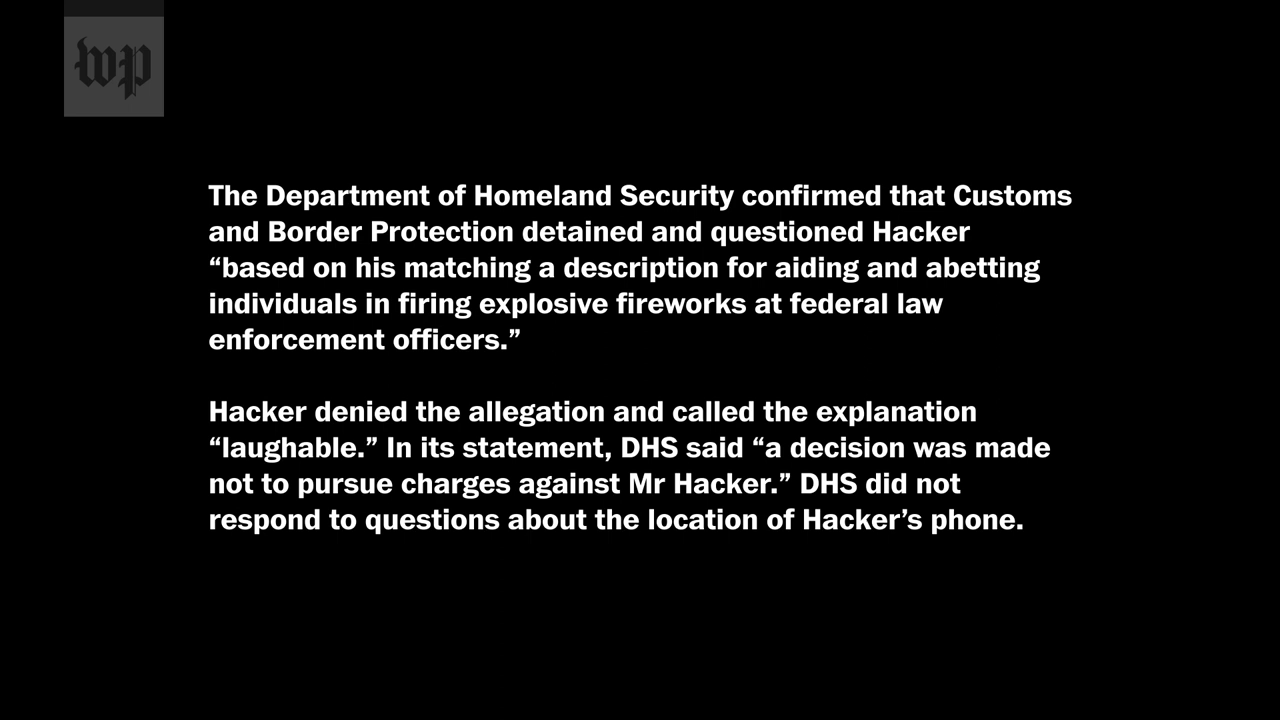 wp
The Department of Homeland Security confirmed that Customs
and Border Protection detained and questioned Hacker
“based on his matching a description for aiding and abetting
individuals in firing explosive fireworks at federal law
enforcement officers.”
Hacker denied the allegation and called the explanation
“laughable.” In its statement, DHS said “a decision was made
not to pursue charges against Mr Hacker.” DHS did not
respond to questions about the location of Hacker’s phone.